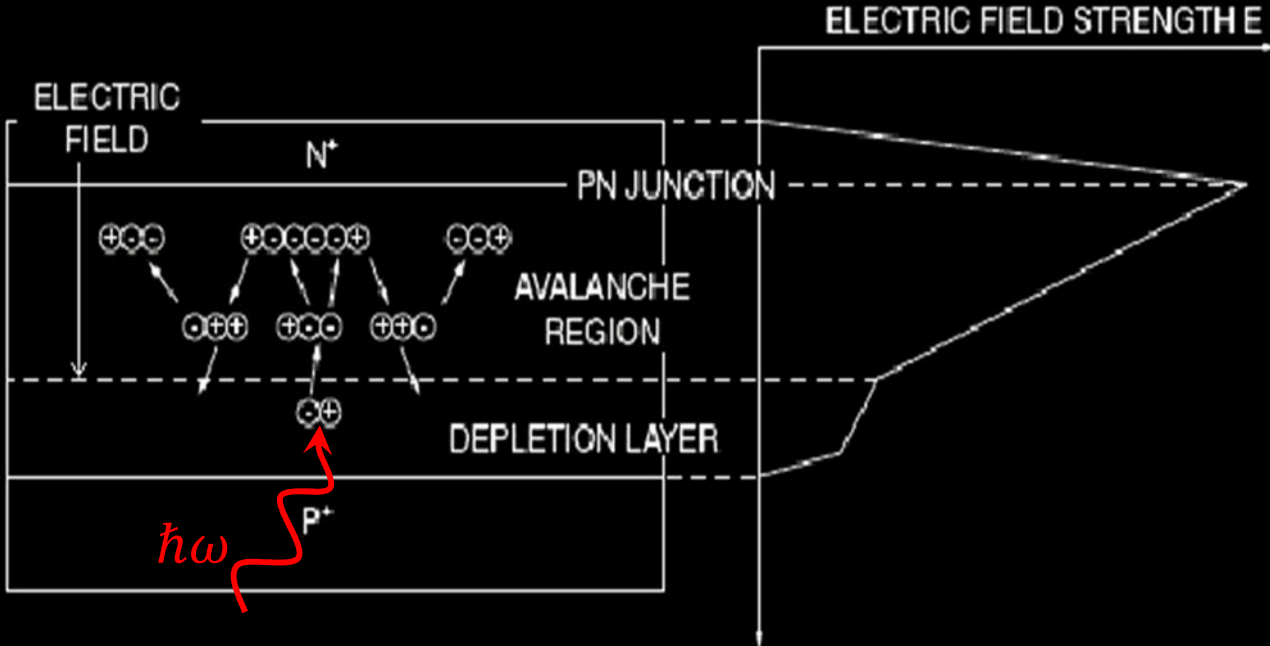 ELECTRIC FIELD STRENGTH E
ELECTRIC
FIELD
N⁺
PN JUNCTION
+--
+----+
--+
AVALANCHE
REGION
-++
+--
++-
-+
DEPLETION LAYER
P⁺
ℏω